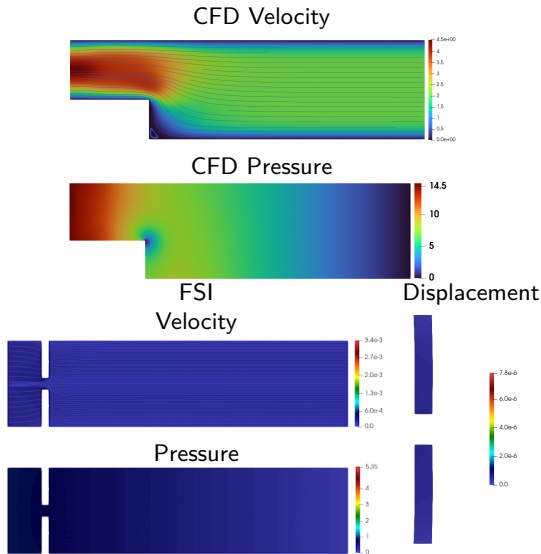 CFD Velocity
4.5e+00
4
3.5
3
2.5
2
1.5
1
0.5
0.0e+00
CFD Pressure
14.5
10
5
0
FSI
Displacement
Velocity
3.4e-3
2.7e-3
2.0e-3
1.3e-3
6.0e-4
0.0
7.8e-6
6.0e-6
4.0e-6
2.0e-6
0.0
Pressure
5.35
4
3
2
1
0